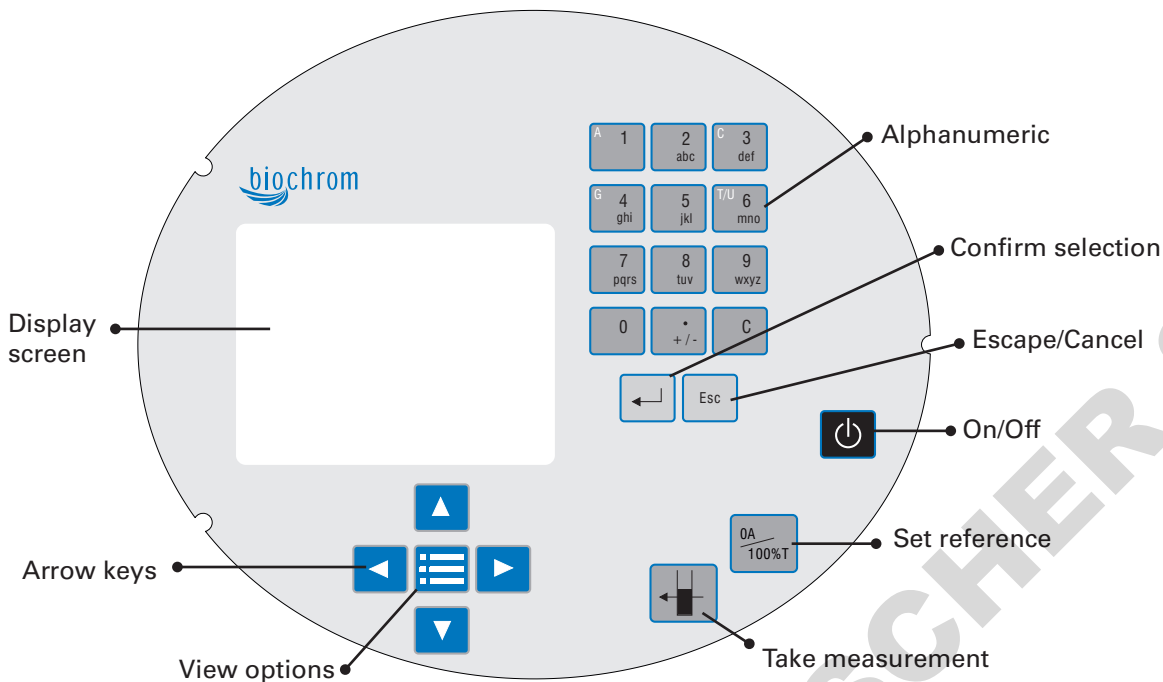 biochrom
A 1
2
abc
C 3
def
G 4
ghi
5
jkl
T/U 6
mno
7
pqrs
8
tuv
9
wxyz
0
•
+ / -
C
Esc
0A
100%T
Alphanumeric
Confirm selection
Escape/Cancel
On/Off
Set reference
Take measurement
Display
screen
Arrow keys
View options
SCHER